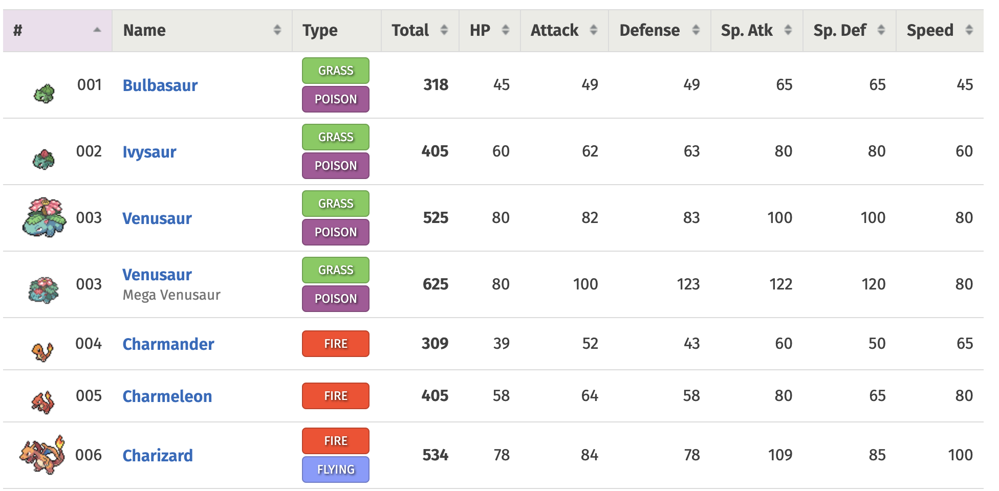 # Name Type Total HP Attack Defense Sp. Atk Sp. Def Speed
001 Bulbasaur GRASS POISON 318 45 49 49 65 65 45
002 Ivysaur GRASS POISON 405 60 62 63 80 80 60
003 Venusaur GRASS POISON 525 80 82 83 100 100 80
003 Venusaur Mega Venusaur GRASS POISON 625 80 100 123 122 120 80
004 Charmander FIRE 309 39 52 43 60 50 65
005 Charmeleon FIRE 405 58 64 58 80 65 80
006 Charizard FIRE FLYING 534 78 84 78 109 85 100